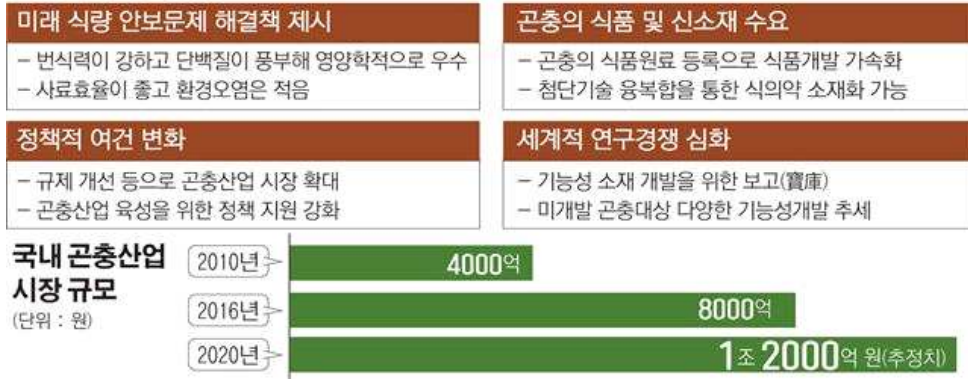 미래 식량 안보문제 해결책 제시
– 번식력이 강하고 단백질이 풍부해 영양학적으로 우수
– 사료효율이 좋고 환경오염은 적음
곤충의 식품 및 신소재 수요
– 곤충의 식품원료 등록으로 식품개발 가속화
– 첨단기술 융복합을 통한 식의약 소재화 가능
정책적 여건 변화
– 규제 개선 등으로 곤충산업 시장 확대
– 곤충산업 육성을 위한 정책 지원 강화
세계적 연구경쟁 심화
– 기능성 소재 개발을 위한 보고(寶庫)
– 미개발 곤충대상 다양한 기능성개발 추세
국내 곤충산업
시장 규모
(단위 : 원)
2010년 4000억
2016년 8000억
2020년 1조 2000억 원(추정치)